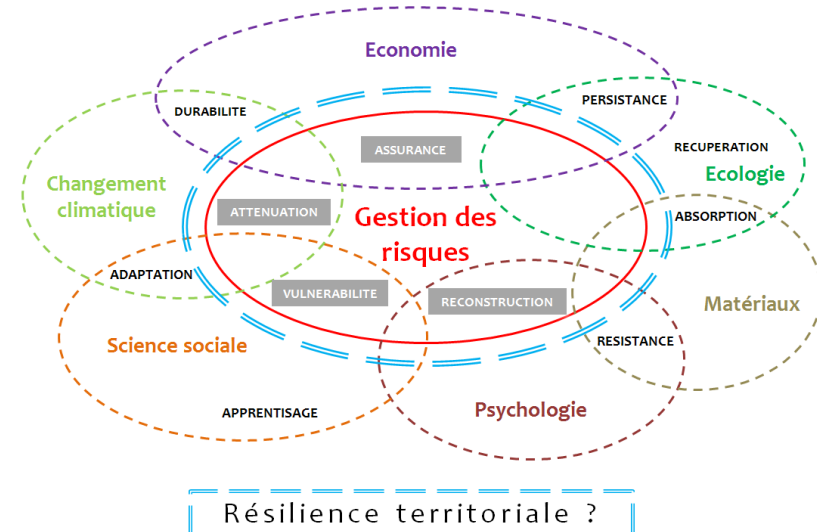 Economie
DURABILITE
PERSISTANCE
ASSURANCE
RECUPERATION
Ecologie
Changement
climatique
ATTENUATION
Gestion des
risques
ABSORPTION
ADAPTATION
VULNERABILITE
RECONSTRUCTION
Matériaux
Science sociale
RESISTANCE
APPRENTISAGE
Psychologie
Résilience territoriale ?